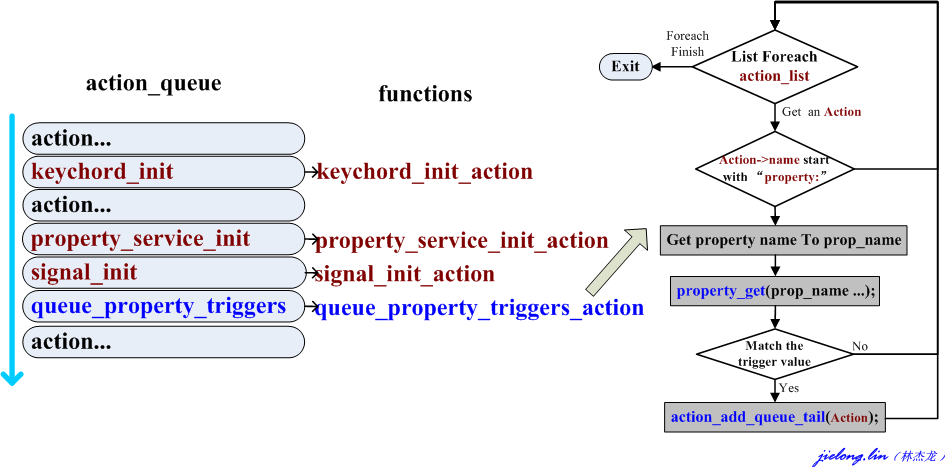 action_queue
functions
action...
keychord_init
keychord_init_action
action...
property_service_init
property_service_init_action
signal_init
signal_init_action
queue_property_triggers
queue_property_triggers_action
action...
Foreach
Finish
Exit
List Foreach
action_list
Get an Action
Action->name start
with “property:”
Get property name To prop_name
property_get(prop_name ...);
Match the
trigger value
No
Yes
action_add_queue_tail(Action);
jielong.lin (林杰龙)